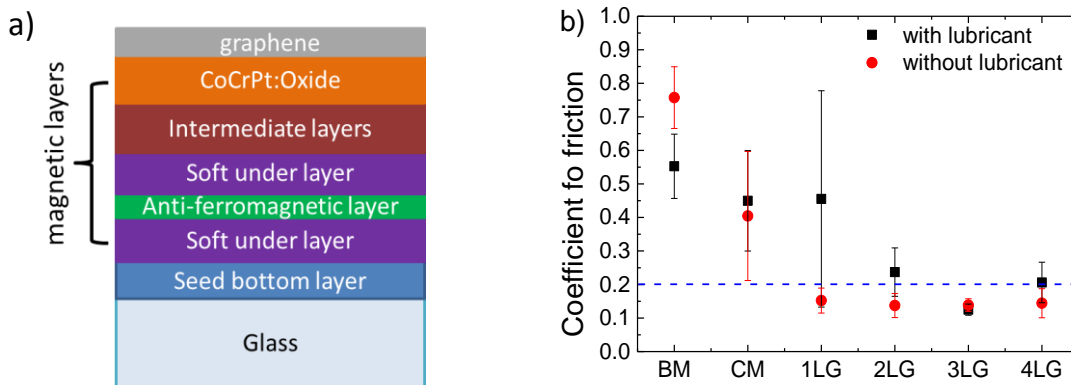 a)
graphene
CoCrPt:Oxide
Intermediate layers
Soft under layer
Anti-ferromagnetic layer
Soft under layer
Seed bottom layer
Glass
magnetic layers
b)
with lubricant
without lubricant
Coefficient fo friction
1.0
0.9
0.8
0.7
0.6
0.5
0.4
0.3
0.2
0.1
0.0
BM CM 1LG 2LG 3LG 4LG